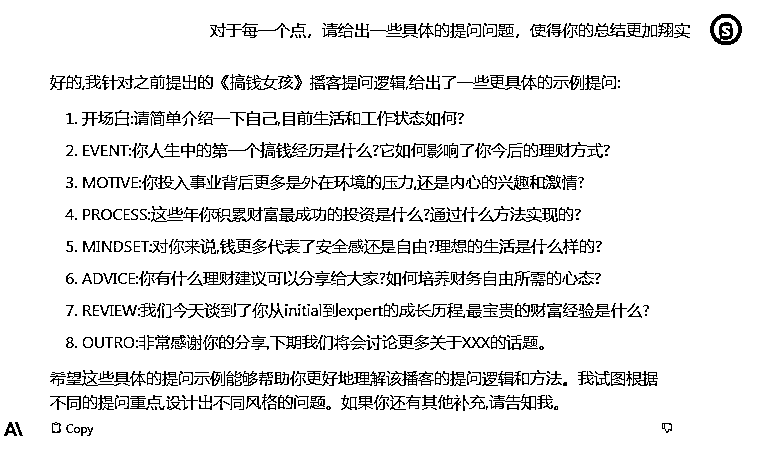 对于每一个点，请给出一些具体的提问问题，使得你的总结更加翔实
S
好的,我针对之前提出的《搞钱女孩》播客提问逻辑,给出了一些更具体的示例提问:
1. 开场白:请简单介绍一下自己,目前生活和工作状态如何?
2. EVENT:你人生中的第一个搞钱经历是什么?它如何影响了你今后的理财方式?
3. MOTIVE:你投入事业背后更多是外在环境的压力,还是内心的兴趣和激情?
4. PROCESS:这些年你积累财富最成功的投资是什么?通过什么方法实现的?
5. MINDSET:对你来说,钱更多代表了安全感还是自由?理想的生活是什么样的?
6. ADVICE:你有什么理财建议可以分享给大家?如何培养财务自由所需的心态?
7. REVIEW:我们今天谈到了你从initial到expert的成长历程,最宝贵的财富经验是什么?
8. OUTRO:非常感谢你的分享,下期我们将会讨论更多关于XXX的话题。
希望这些具体的提问示例能够帮助你更好地理解该播客的提问逻辑和方法。我试图根据
不同的提问重点,设计出不同风格的问题。如果你还有其他补充,请告知我。
A\ Copy